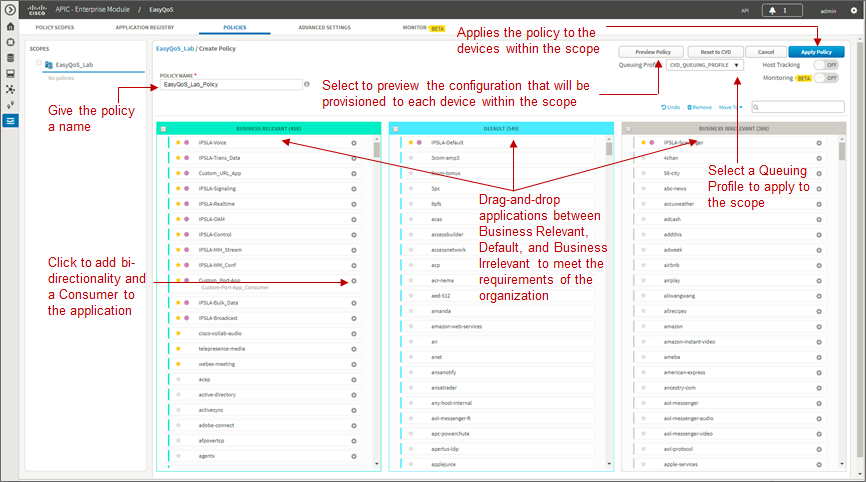 cisco APIC - Enterprise Module / EasyQoS API 1 admin
POLICY SCOPES APPLICATION REGISTRY POLICIES ADVANCED SETTINGS MONITOR BETA
SCOPES
EasyQoS_Lab
No policies
EasyQoS_Lab / Create Policy
Preview Policy Reset to CVD Cancel Apply Policy
POLICY NAME *
EasyQoS_Lab_Policy
Queuing Profile CVD_QUEUING_PROFILE
Host Tracking OFF
Monitoring BETA OFF
Undo Remove Move To
Applies the policy to the
devices within the scope
Select to preview the configuration that will be
provisioned to each device within the scope
Give the policy
a name
Select a Queuing
Profile to apply to
the scope
Drag-and-drop
applications between
Business Relevant,
Default, and Business
Irrelevant to meet the
requirements of the
organization
Click to add bi-
directionality and
a Consumer to
the application
BUSINESS RELEVANT (458)
IPSLA-Voice
IPSLA-Trans_Data
Custom_URL_App
IPSLA-Signaling
IPSLA-Realtime
IPSLA-OAM
IPSLA-Control
IPSLA-MM_Stream
IPSLA-MM_Conf
Custom_Port-App
Custom-Port-App_Consumer
IPSLA-Bulk_Data
IPSLA-Broadcast
cisco-collab-audio
telepresence-media
webex-meeting
acap
active-directory
activesync
adobe-connect
afpovertcp
agentx
DEFAULT (549)
IPSLA-Default
3com-amp3
3com-tsmux
3pc
9pfs
acas
accessbuilder
accessnetwork
acp
acr-nema
aed-512
amanda
amazon-web-services
an
anet
ansanotify
ansatrader
any-host-internal
aol-messenger-ft
apc-powerchute
apertus-ldp
applejuice
BUSINESS IRRELEVANT (366)
IPSLA-Scavenger
4chan
58-city
abc-news
accuweather
adcash
addthis
adweek
airbnb
airplay
aliwangwang
allrecipes
amazon
amazon-instant-video
ameba
american-express
ancestry-com
aol-messenger
aol-messenger-audio
aol-messenger-video
aol-protocol
apple-services